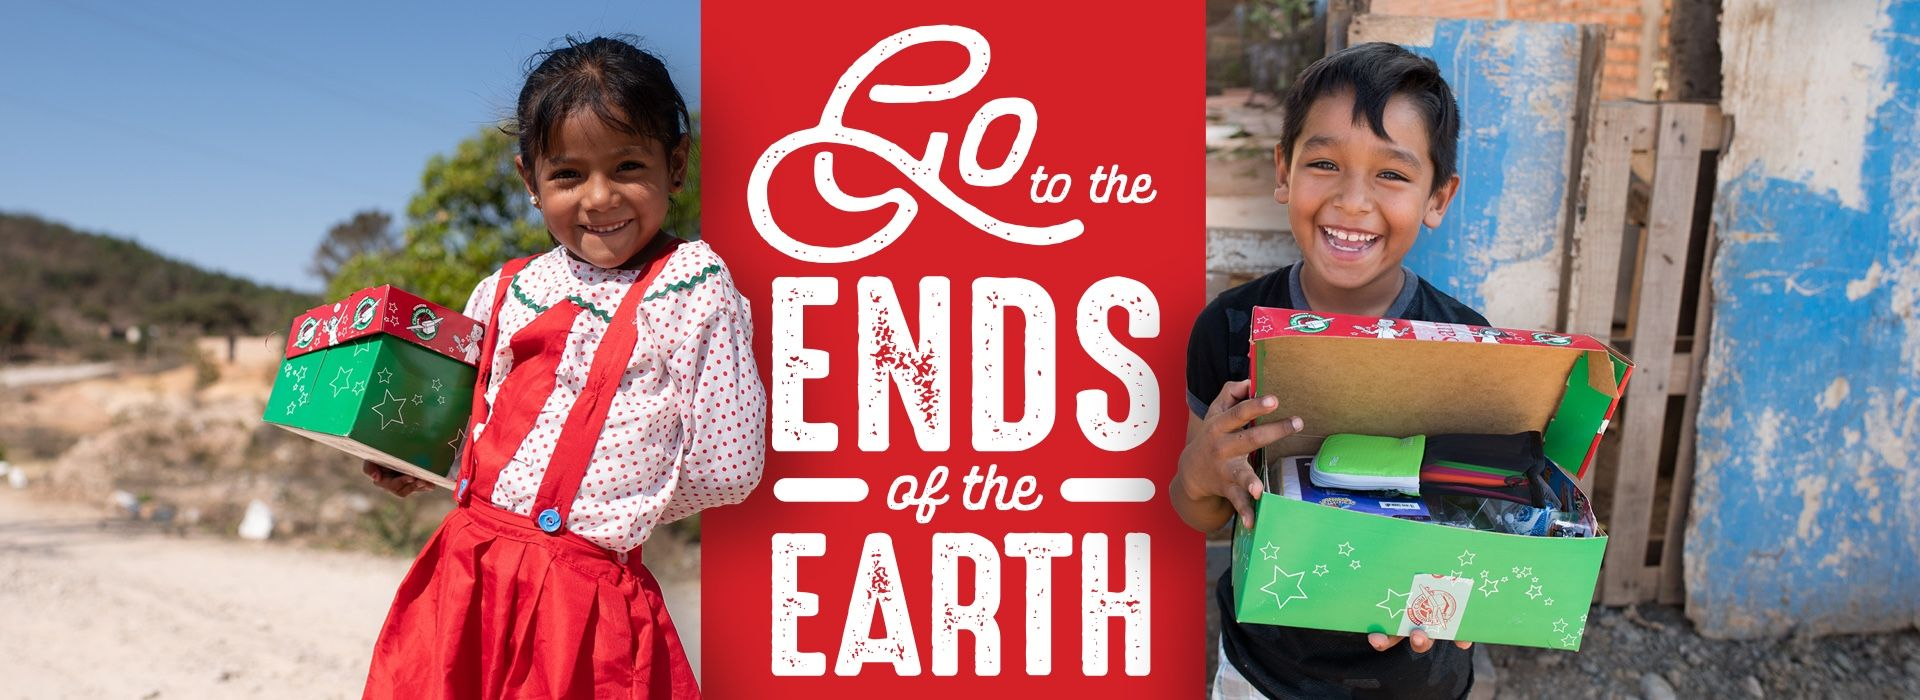 Go to the
ENDS
of the
EARTH